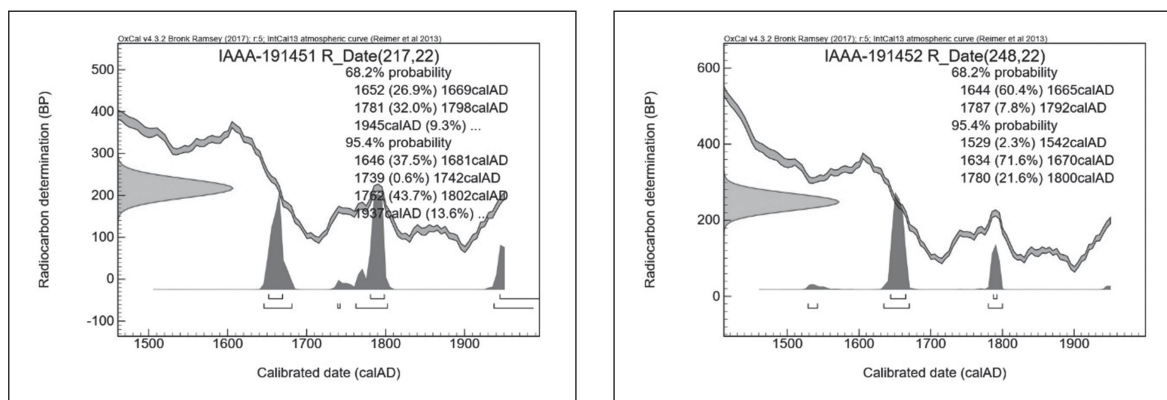 OxCal v4.3.2 Bronk Ramsey (2017); r:5; IntCal13 atmospheric curve (Reimer et al 2013)
IAAA-191451 R_Date(217,22)
68.2% probability
1652 (26.9%) 1669calAD
1781 (32.0%) 1798calAD
1945calAD (9.3%) ...
95.4% probability
1646 (37.5%) 1681calAD
1739 (0.6%) 1742calAD
1762 (43.7%) 1802calAD
1937calAD (13.6%) ...
Radiocarbon determination (BP)
500
400
300
200
100
0
-100
1500 1600 1700 1800 1900
Calibrated date (calAD)
OxCal v4.3.2 Bronk Ramsey (2017); r:5; IntCal13 atmospheric curve (Reimer et al 2013)
IAAA-191452 R_Date(248,22)
68.2% probability
1644 (60.4%) 1665calAD
1787 (7.8%) 1792calAD
95.4% probability
1529 (2.3%) 1542calAD
1634 (71.6%) 1670calAD
1780 (21.6%) 1800calAD
Radiocarbon determination (BP)
600
400
200
0
1500 1600 1700 1800 1900
Calibrated date (calAD)